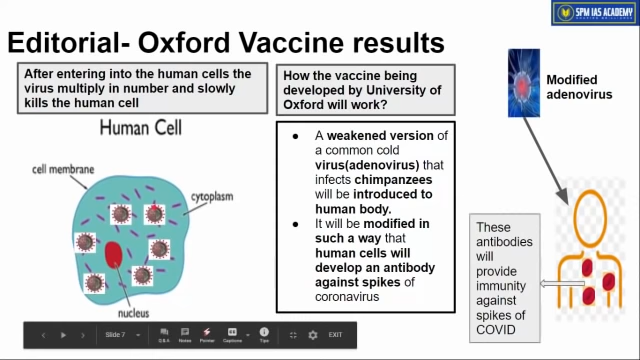 SPM IAS ACADEMY
Editorial- Oxford Vaccine results
After entering into the human cells the
virus multiply in number and slowly
kills the human cell
How the vaccine being
developed by University of
Oxford will work?
Modified
adenovirus
Human Cell
cell membrane
cytoplasm
nucleus
● A weakened version of
a common cold
virus(adenovirus) that
infects chimpanzees
will be introduced to
human body.
● It will be modified in
such a way that
human cells will
develop an antibody
against spikes of
coronavirus
These
antibodies
will
provide
immunity
against
spikes of
COVID
Slide 7
Q&A
Notes
Pointer
Captions
Tips
EXIT